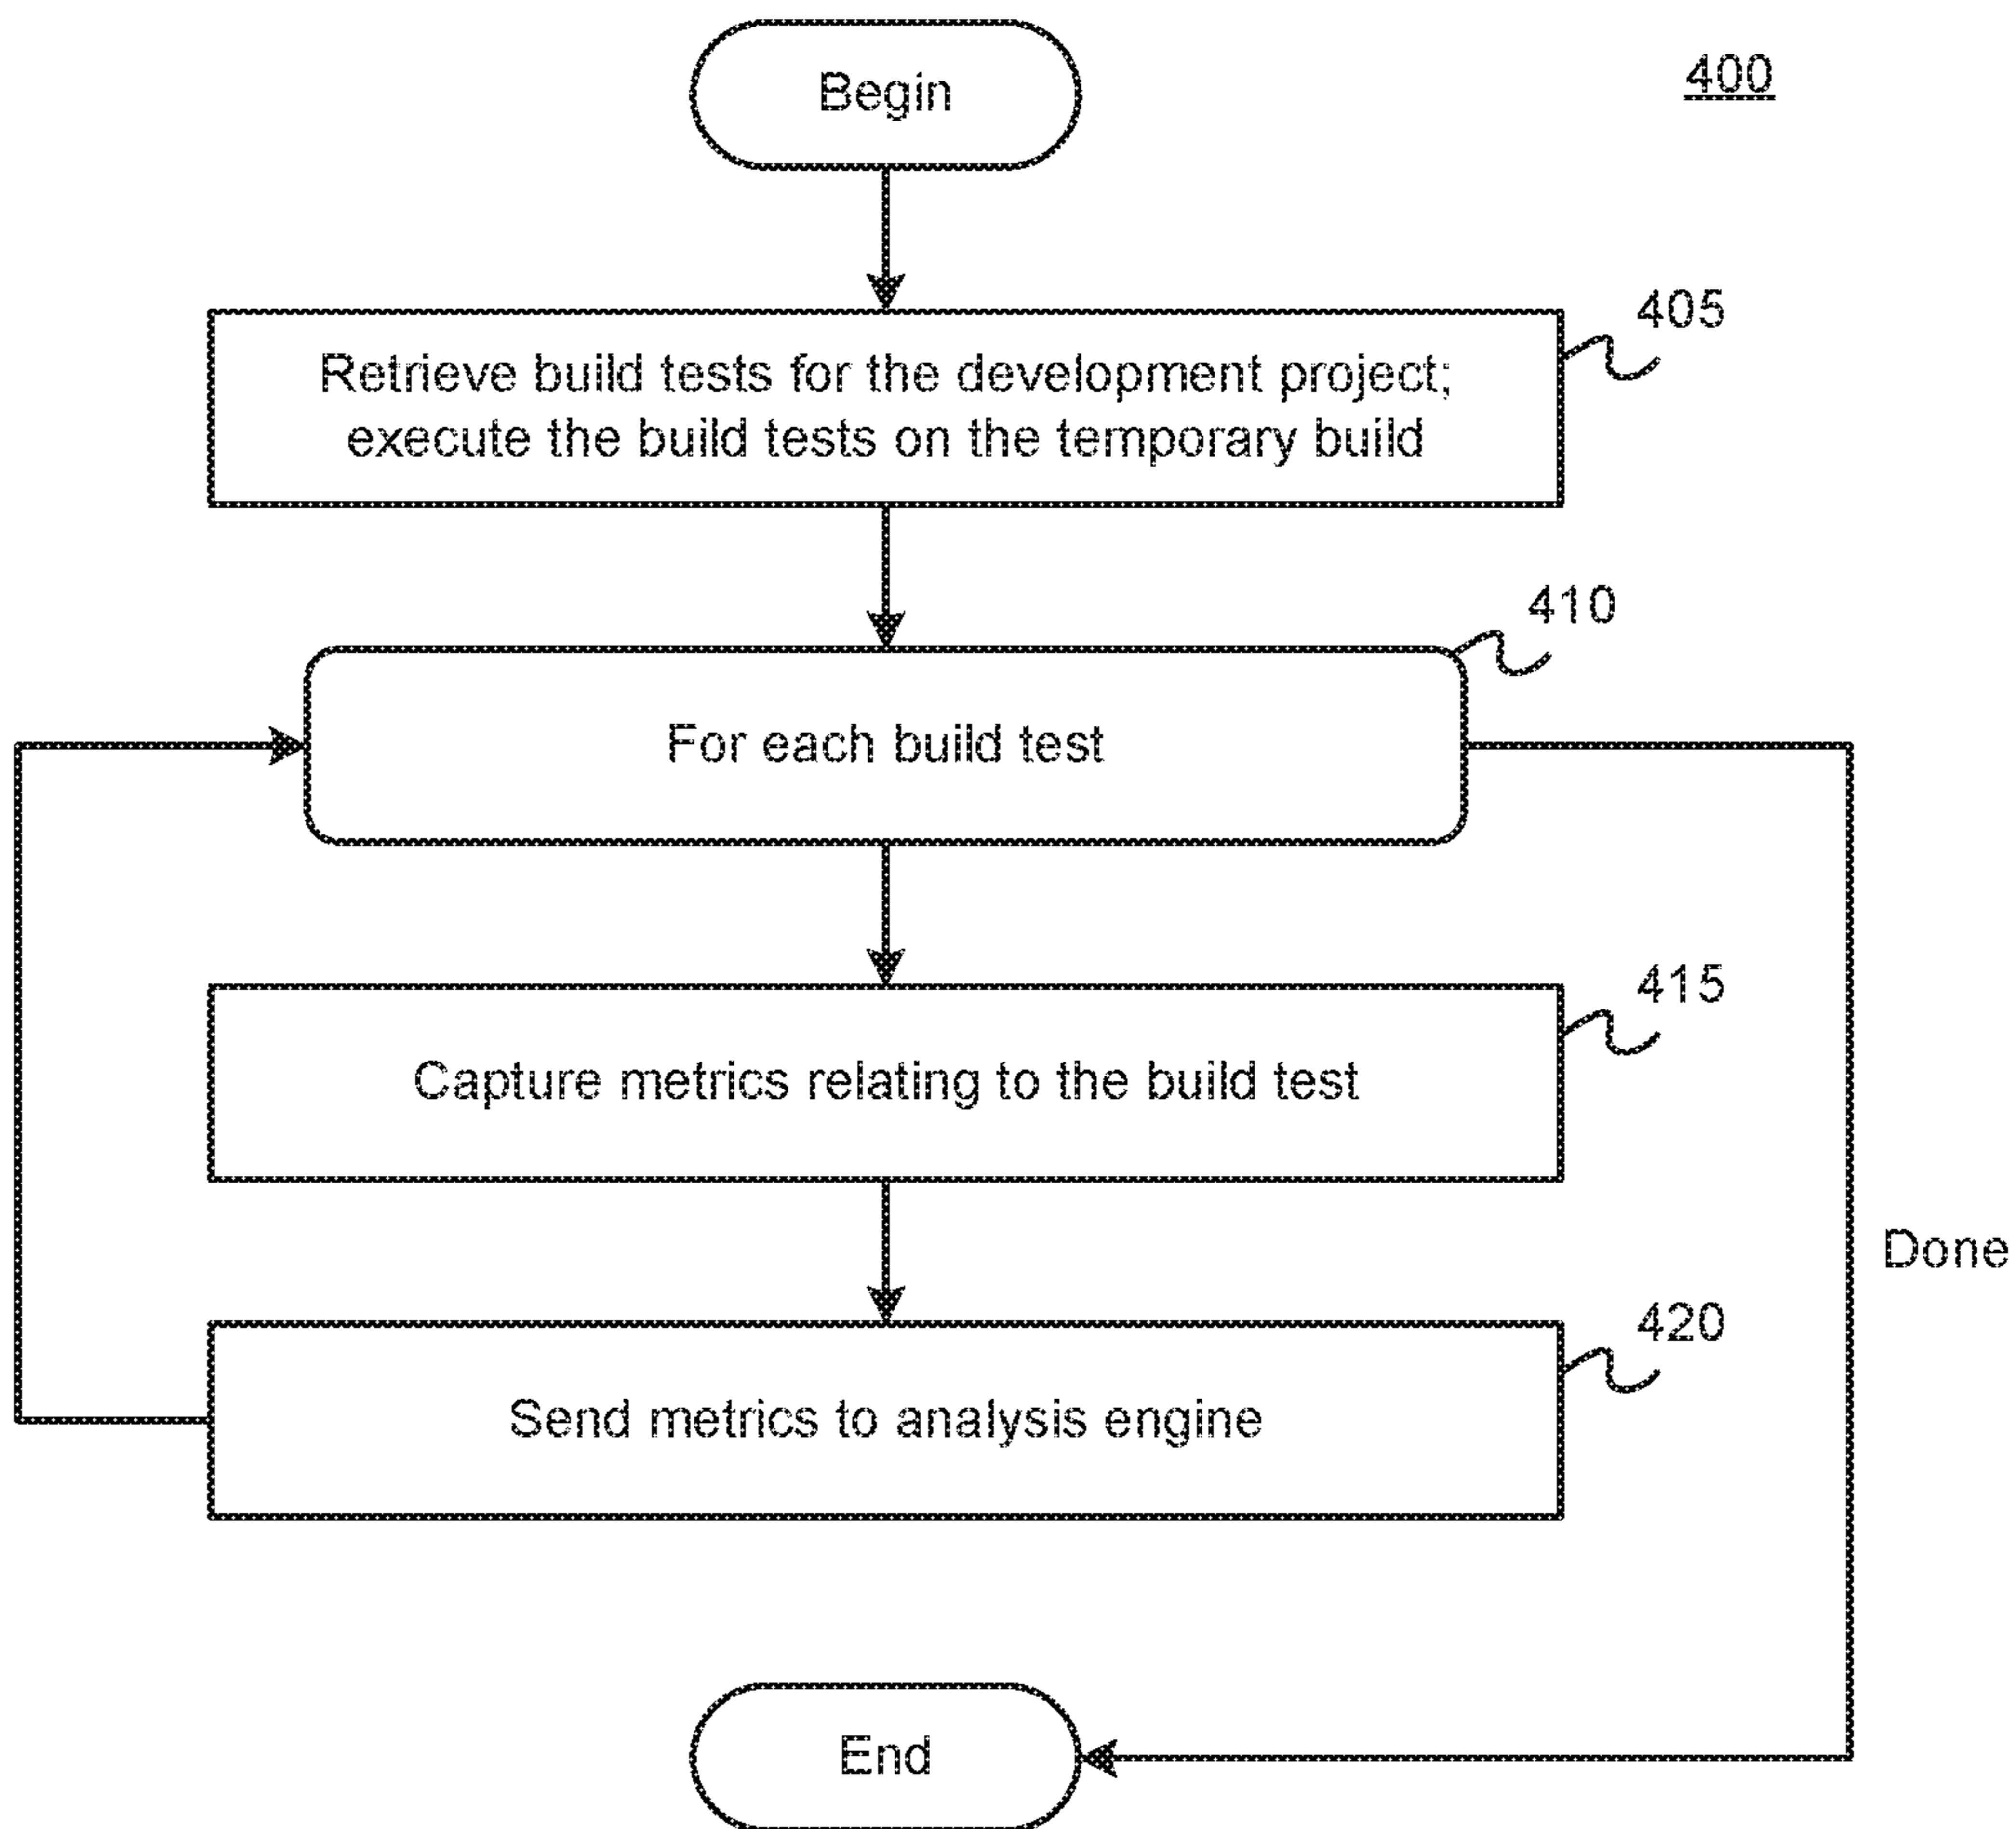 Begin
400
405
Retrieve build tests for the development project;
execute the build tests on the temporary build
410
For each build test
415
Capture metrics relating to the build test
Done
420
Send metrics to analysis engine
End